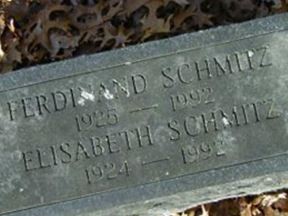 FERDINAND SCHMITZ
1925 — 1992
ELISABETH SCHMITZ
1924 — 1992